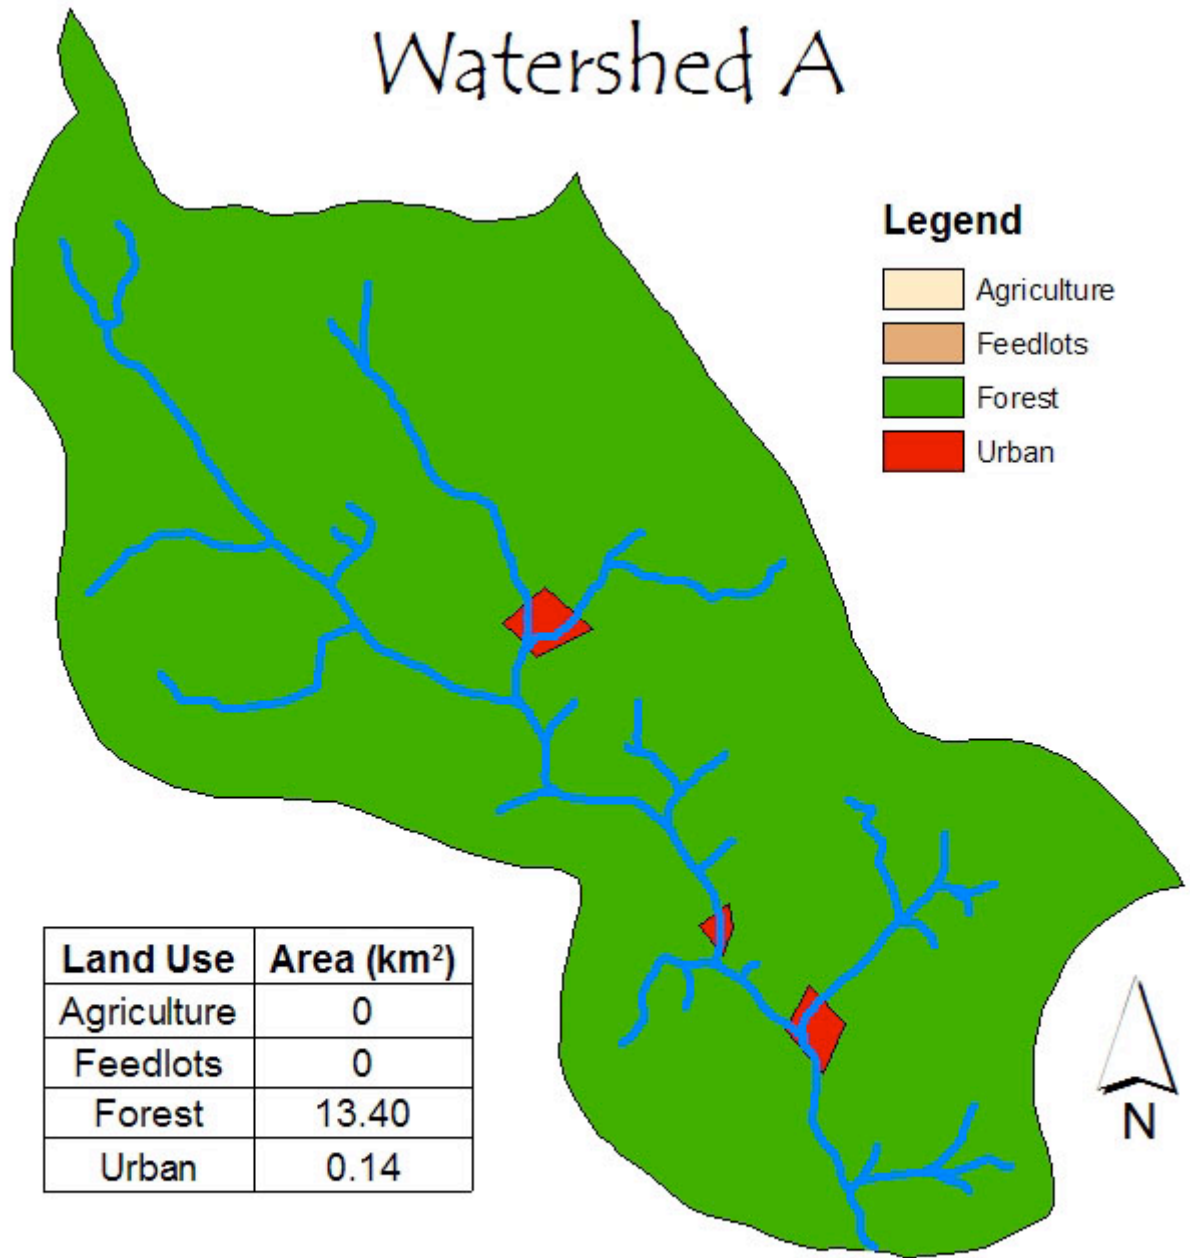 Watershed A
Legend
Agriculture
Feedlots
Forest
Urban
Land Use Area (km²)
Agriculture 0
Feedlots 0
Forest 13.40
Urban 0.14
N